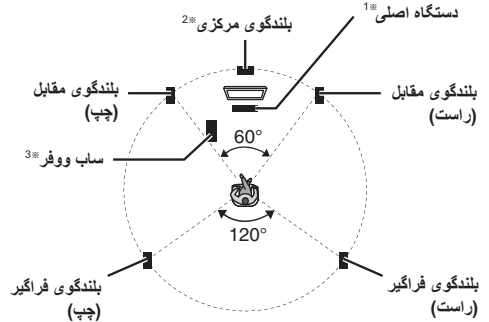 دستگاه اصلی※1
بلندگوی مرکزی※2
بلندگوی مقابل
(چپ)
بلندگوی مقابل
(راست)
ساب ووفر※3
60°
120°
بلندگوی فراگیر
(چپ)
بلندگوی فراگیر
(راست)